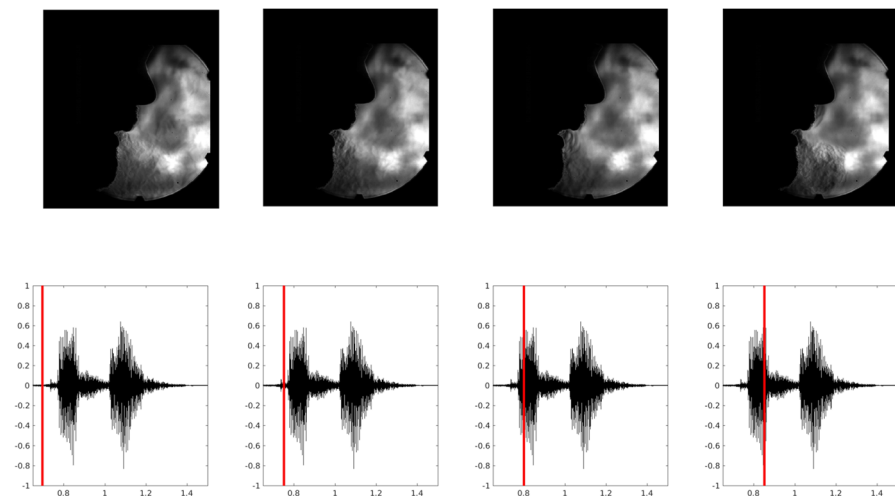 1 1 1 1
0.8 0.8 0.8 0.8
0.6 0.6 0.6 0.6
0.4 0.4 0.4 0.4
0.2 0.2 0.2 0.2
0 0 0 0
-0.2 -0.2 -0.2 -0.2
-0.4 -0.4 -0.4 -0.4
-0.6 -0.6 -0.6 -0.6
-0.8 -0.8 -0.8 -0.8
-1 -1 -1 -1
0.8 1 1.2 1.4 0.8 1 1.2 1.4 0.8 1 1.2 1.4 0.8 1 1.2 1.4